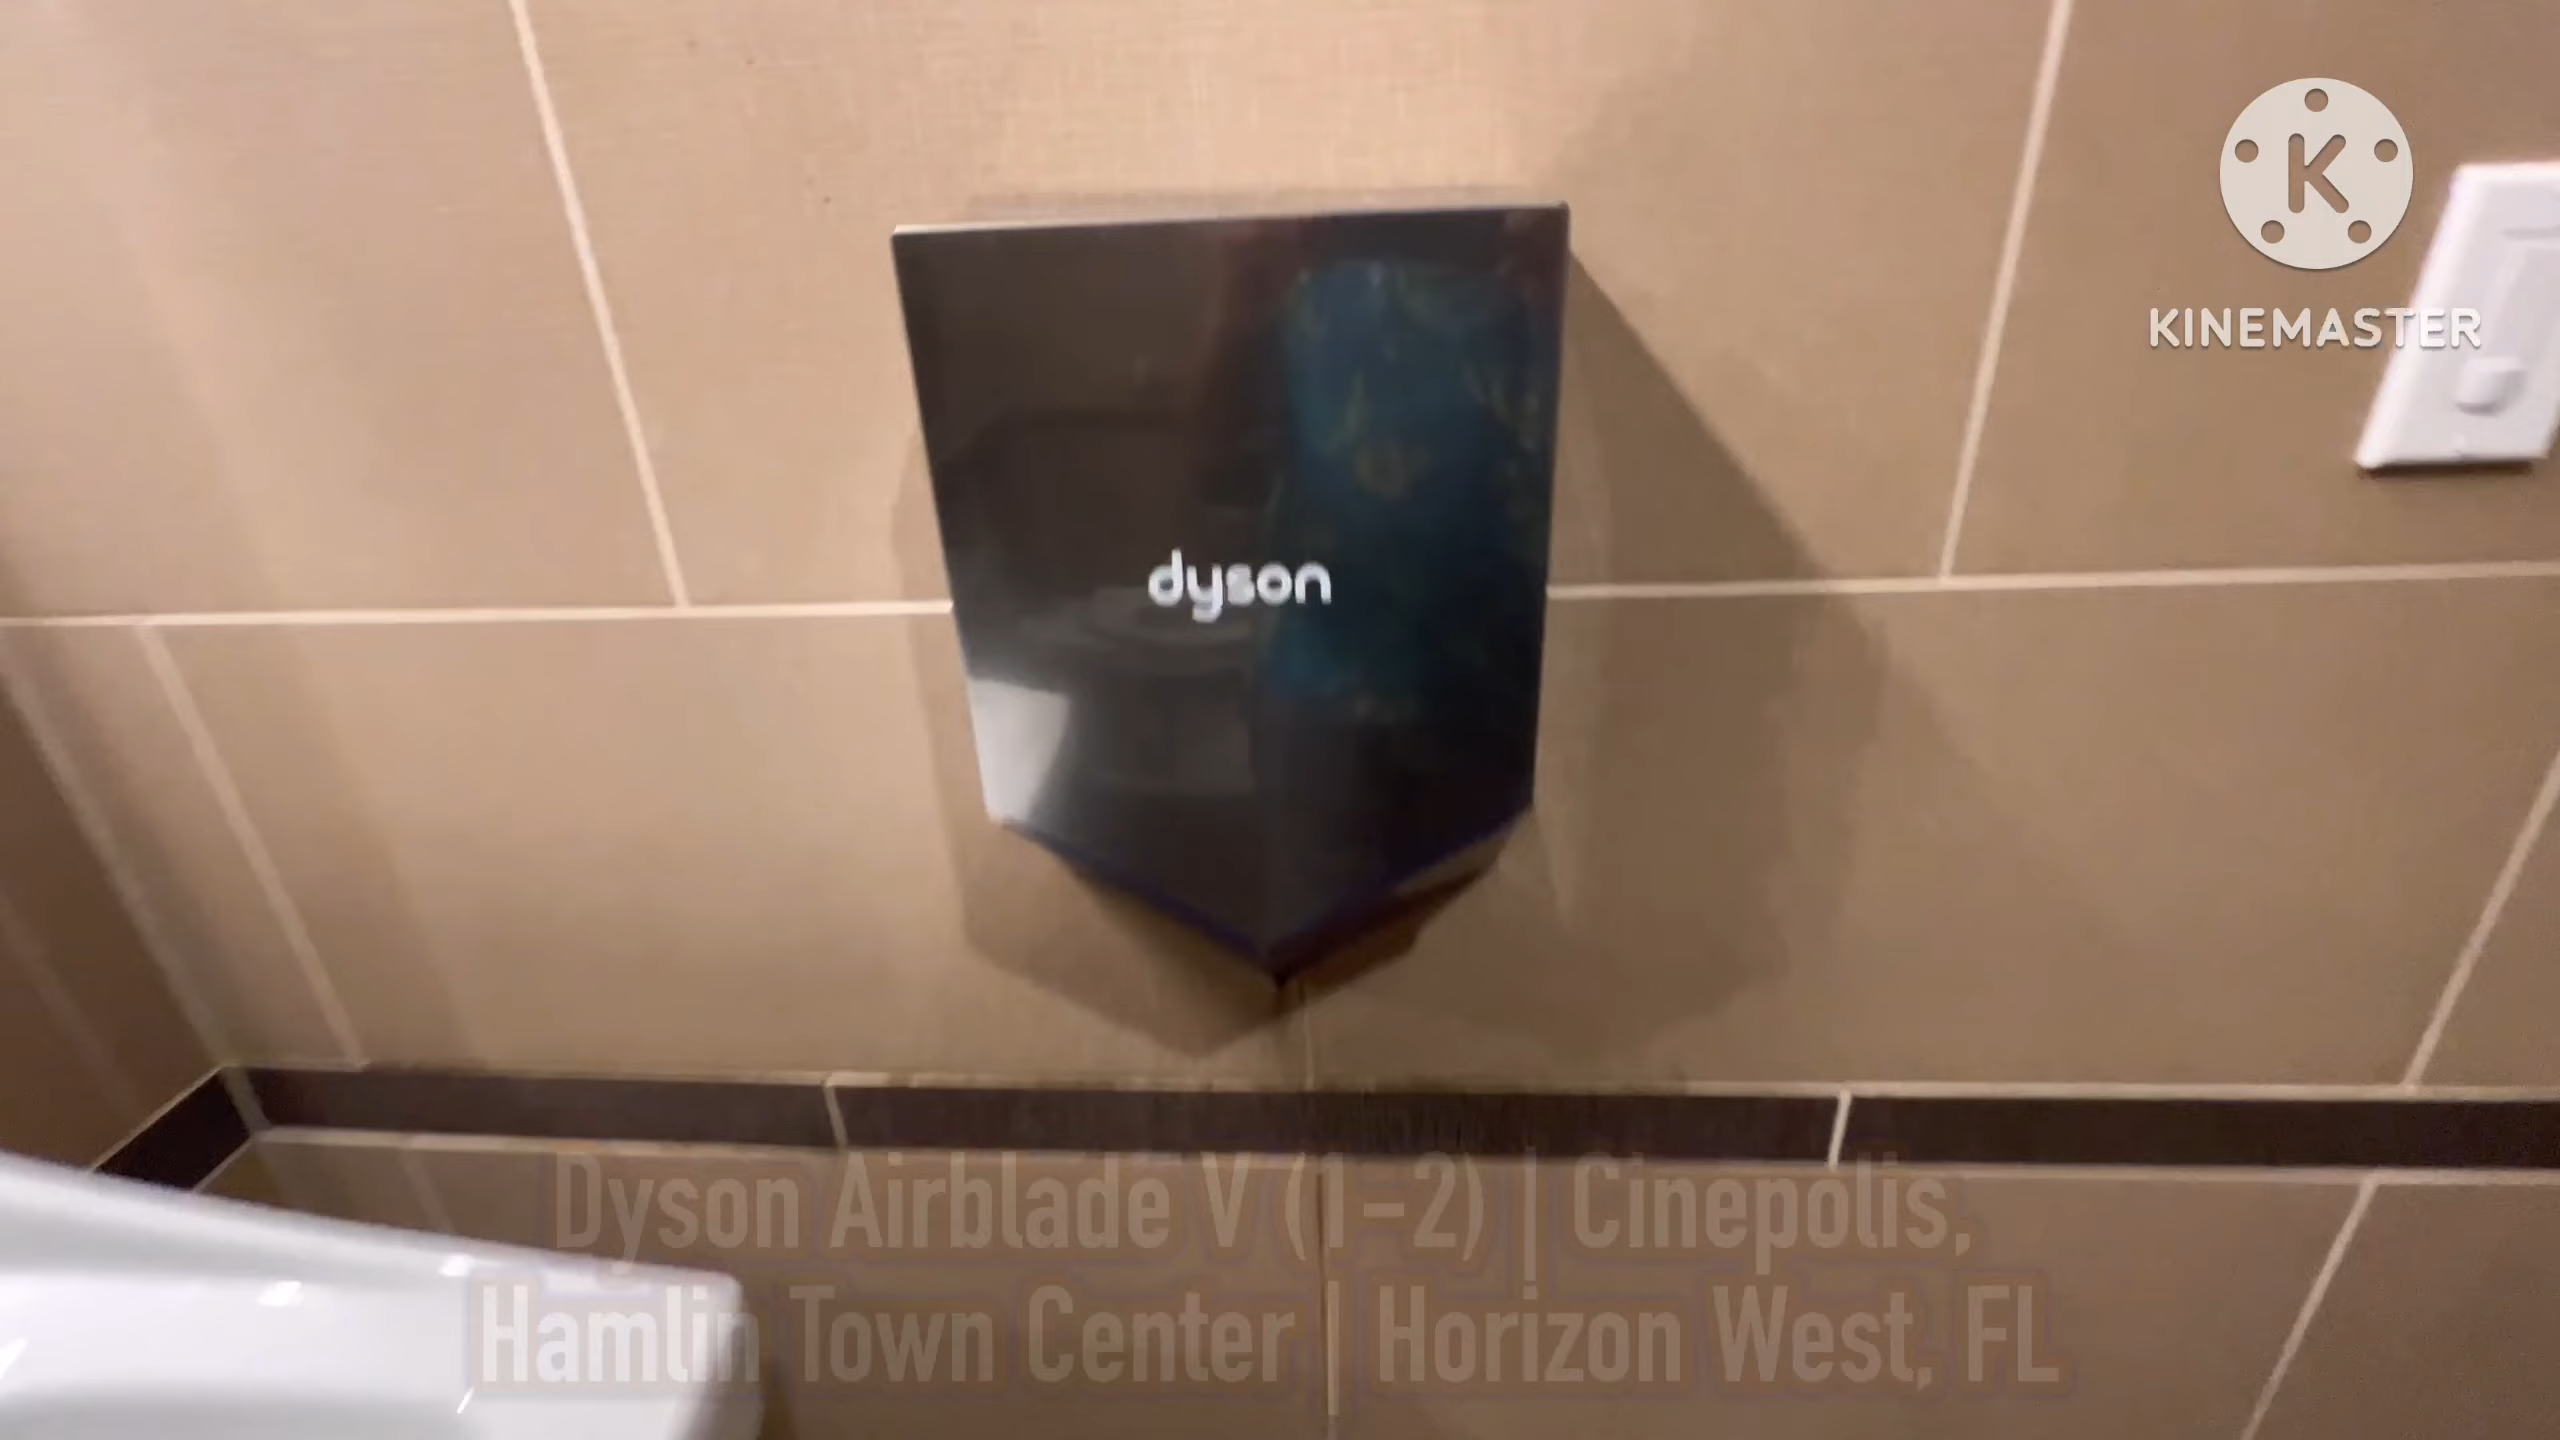 K
KINEMASTER
dyson
Dyson Airblade V (1-2) | Cinepolis,
Hamlin Town Center | Horizon West, FL